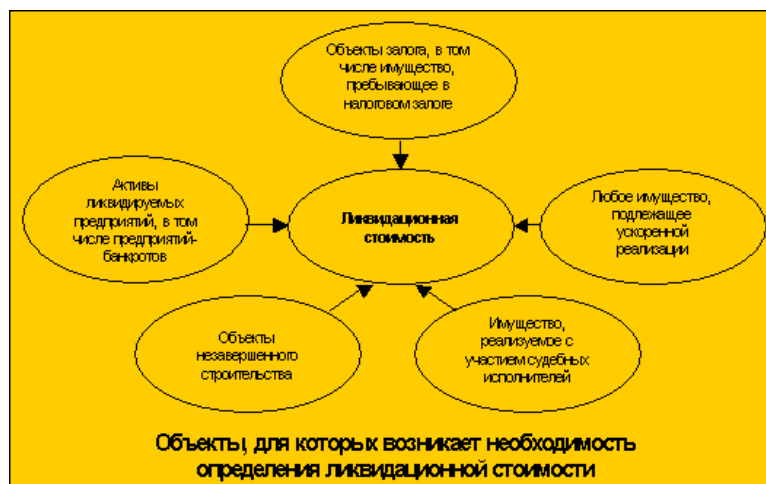 Объекты залога, в том
числе имущество,
пребывающее в
налоговом залоге
Активы
ликвидируемых
предприятий, в том
числе предприятий-
банкротов
Ликвидационная
стоимость
Любое имущество,
подлежащее
ускоренной
реализации
Объекты
незавершенного
строительства
Имущество,
реализуемое с
участием судебных
исполнителей
Объекты, для которых возникает необходимость
определения ликвидационной стоимости